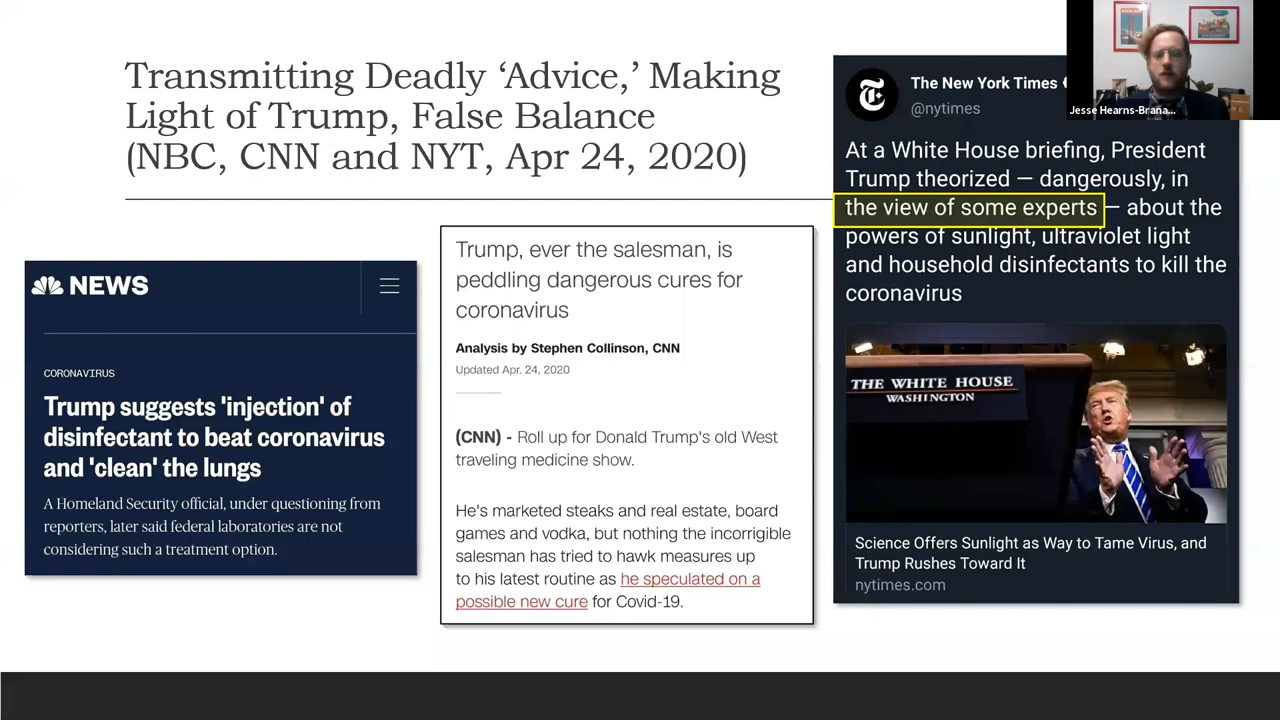 Transmitting Deadly ‘Advice,’ Making
Light of Trump, False Balance
(NBC, CNN and NYT, Apr 24, 2020)
NEWS
CORONAVIRUS
Trump suggests 'injection' of
disinfectant to beat coronavirus
and 'clean' the lungs
A Homeland Security official, under questioning from
reporters, later said federal laboratories are not
considering such a treatment option.
Trump, ever the salesman, is
peddling dangerous cures for
coronavirus
Analysis by Stephen Collinson, CNN
Updated Apr. 24, 2020
(CNN) - Roll up for Donald Trump's old West
traveling medicine show.
He's marketed steaks and real estate, board
games and vodka, but nothing the incorrigible
salesman has tried to hawk measures up
to his latest routine as he speculated on a
possible new cure for Covid-19.
The New York Times
@nytimes
At a White House briefing, President
Trump theorized — dangerously, in
the view of some experts — about the
powers of sunlight, ultraviolet light
and household disinfectants to kill the
coronavirus
THE WHITE HOUSE
WASHINGTON
Science Offers Sunlight as Way to Tame Virus, and
Trump Rushes Toward It
nytimes.com
Jesse Hearns-Brana...